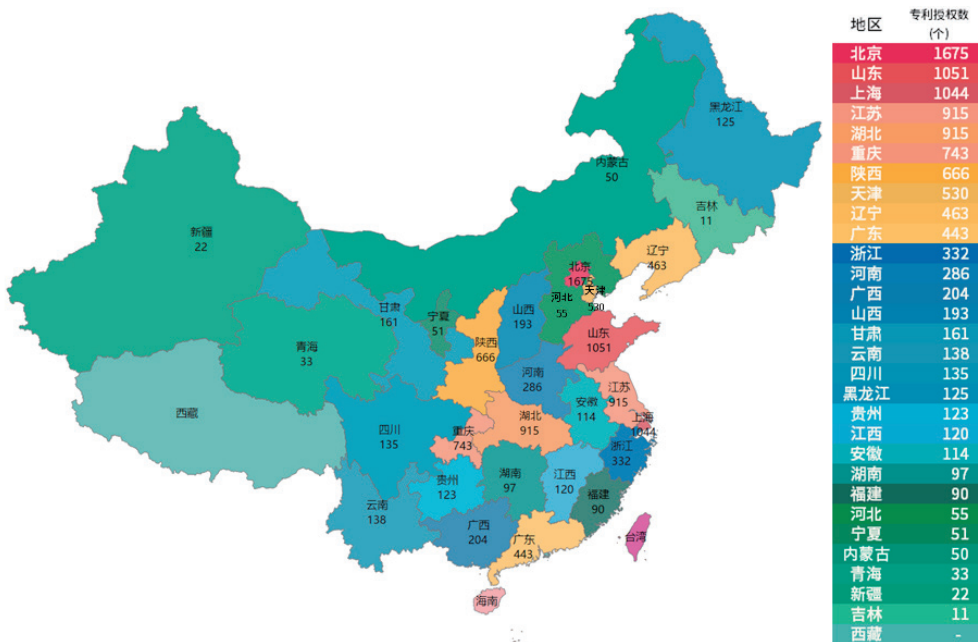 黑龙江
125
内蒙古
50
吉林
11
新疆
22
辽宁
463
北京
1675
天津
530
河北
55
甘肃
161
宁夏
51
山西
193
山东
1051
青海
33
陕西
666
河南
286
西藏
江苏
915
安徽
114
上海
1044
湖北
915
重庆
743
四川
135
浙江
332
贵州
123
湖南
97
江西
120
福建
90
云南
138
广西
204
广东
443
台湾
海南
地区 专利授权数
(个)
北京 1675
山东 1051
上海 1044
江苏 915
湖北 915
重庆 743
陕西 666
天津 530
辽宁 463
广东 443
浙江 332
河南 286
广西 204
山西 193
甘肃 161
云南 138
四川 135
黑龙江 125
贵州 123
江西 120
安徽 114
湖南 97
福建 90
河北 55
宁夏 51
内蒙古 50
青海 33
新疆 22
吉林 11
西藏 -